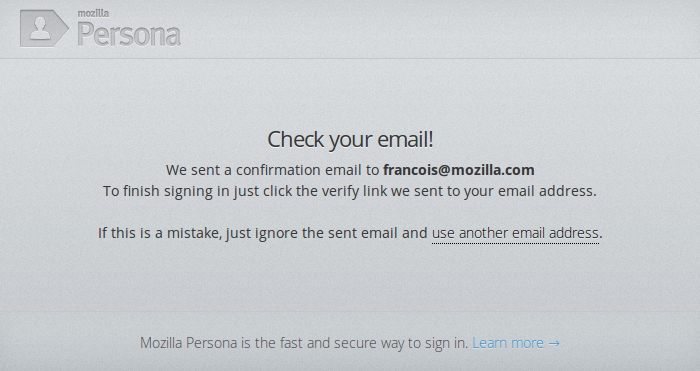 mozilla
Persona
Check your email!
We sent a confirmation email to francois@mozilla.com
To finish signing in just click the verify link we sent to your email address.
If this is a mistake, just ignore the sent email and use another email address.
Mozilla Persona is the fast and secure way to sign in. Learn more →